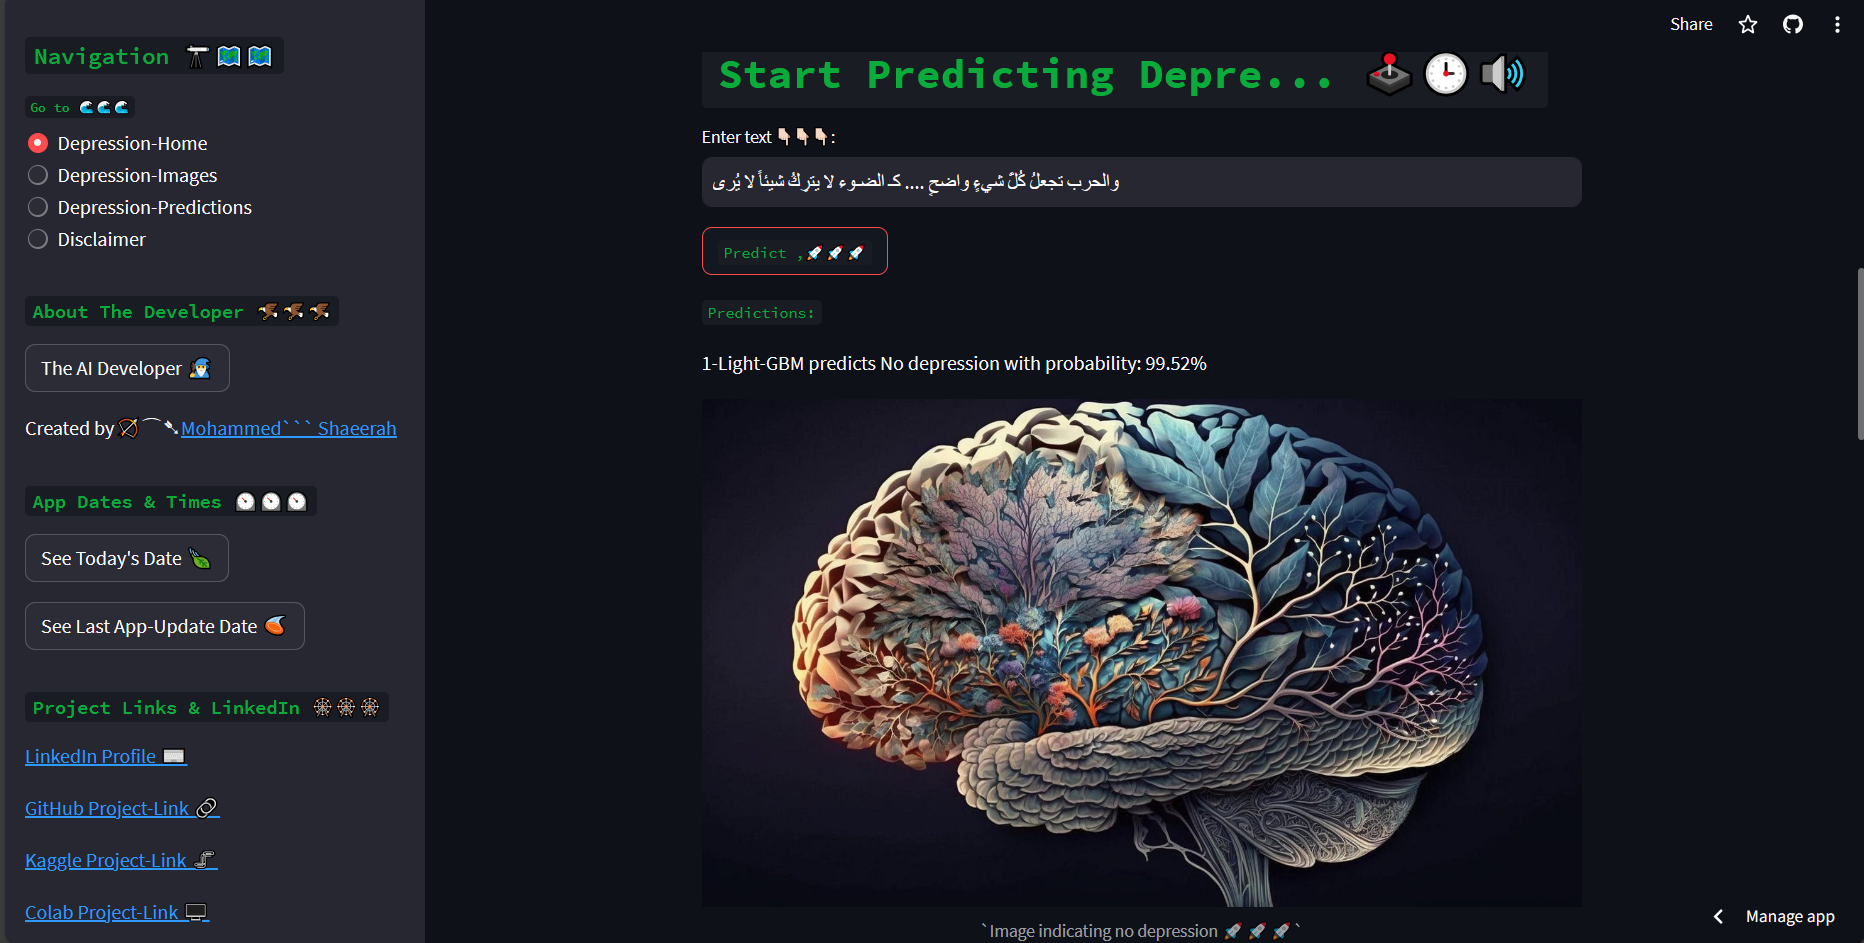 Share
Navigation
Go to
Depression-Home
Depression-Images
Depression-Predictions
Disclaimer
About The Developer
The AI Developer
Created by Mohammed``` Shaeerah
App Dates & Times
See Today's Date
See Last App-Update Date
Project Links & LinkedIn
LinkedIn Profile
GitHub Project-Link
Kaggle Project-Link
Colab Project-Link
Start Predicting Depre...
Enter text 👇🏻👇🏻👇🏻:
والحرب تجعلُ كُلَّ شيءٍ واضحٍ .... كـ الضوء لا يتركُ شيئاً لا يُرى
Predict ,🚀🚀🚀
Predictions:
1-Light-GBM predicts No depression with probability: 99.52%
`Image indicating no depression 🚀 🚀 🚀 `
Manage app